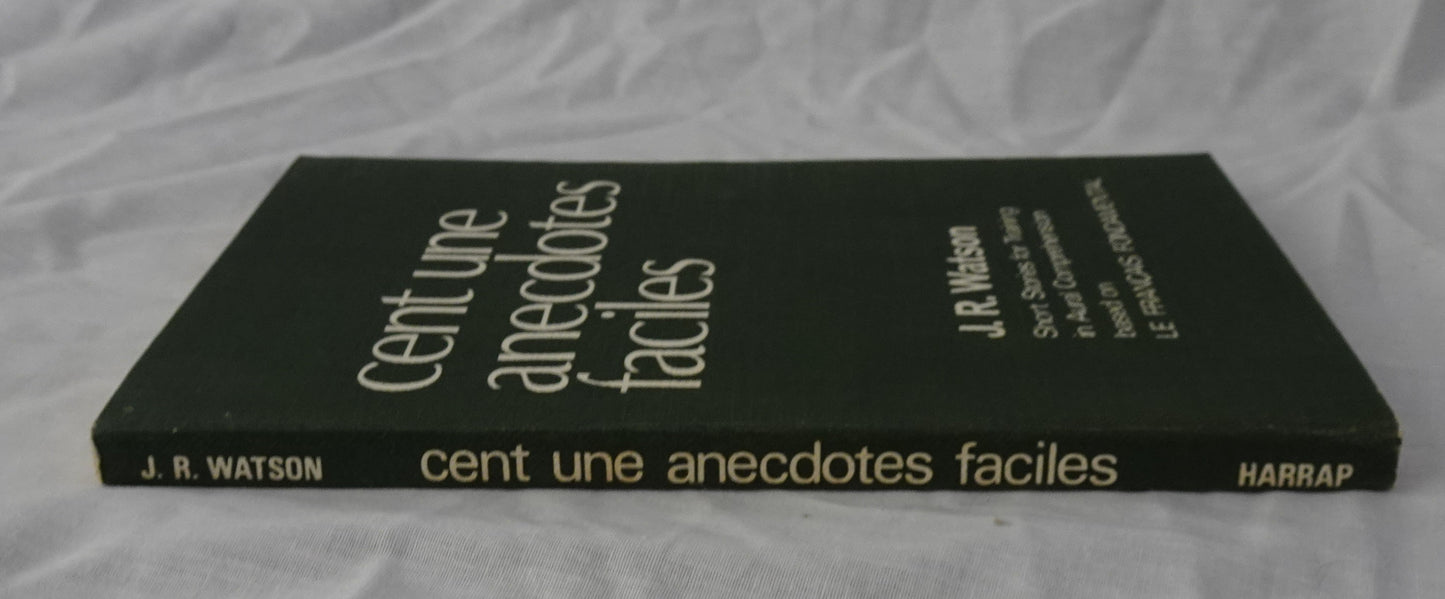 cent une
anecdotes
faciles
J. R. Watson
Short Stories for Training
in Aural Comprehension
based on
LE FRANÇAIS FONDAMENTAL
J. R. WATSON cent une anecdotes faciles HARRAP